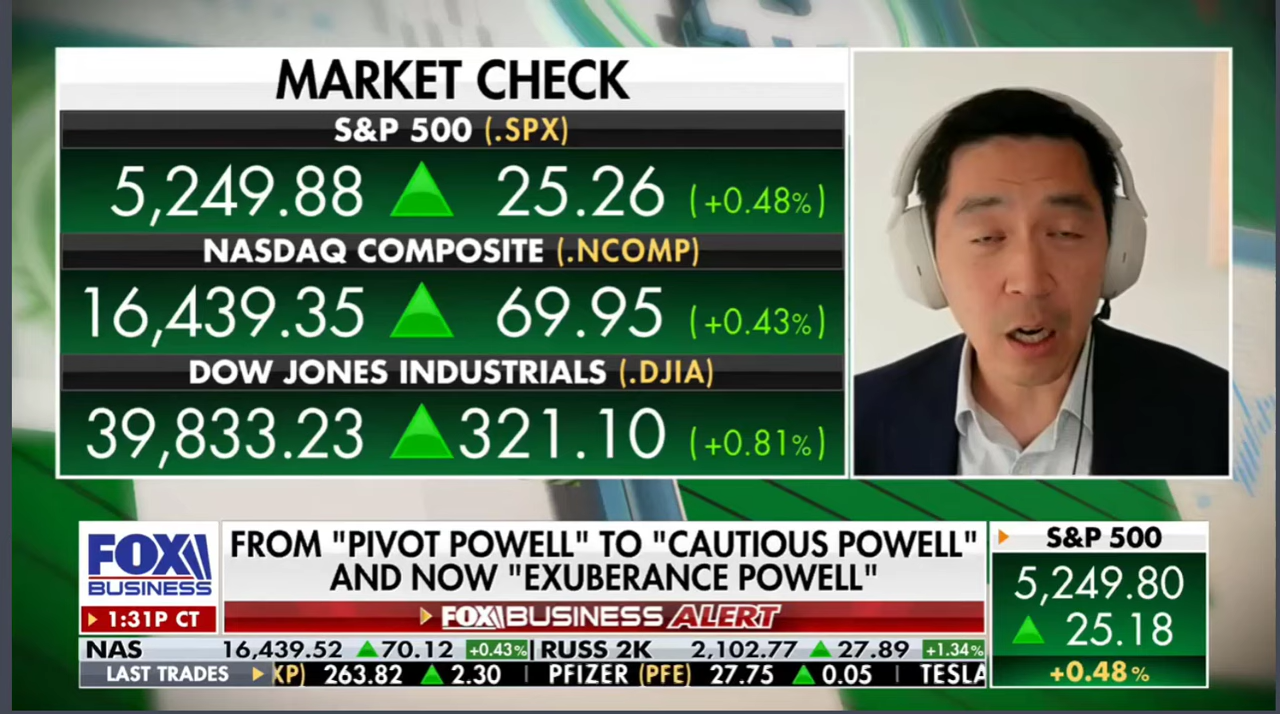 MARKET CHECK
S&P 500 (.SPX)
5,249.88 ▲ 25.26 (+0.48%)
NASDAQ COMPOSITE (.NCOMP)
16,439.35 ▲ 69.95 (+0.43%)
DOW JONES INDUSTRIALS (.DJIA)
39,833.23 ▲ 321.10 (+0.81%)
FOX BUSINESS
1:31P CT
FROM "PIVOT POWELL" TO "CAUTIOUS POWELL"
AND NOW "EXUBERANCE POWELL"
FOX BUSINESS ALERT
S&P 500
5,249.80
▲ 25.18
+0.48%
NAS 16,439.52 ▲ 70.12 +0.43% RUSS 2K 2,102.77 ▲ 27.89 +1.34%
LAST TRADES XP) 263.82 ▲ 2.30 PFIZER (PFE) 27.75 ▲ 0.05 TESLA